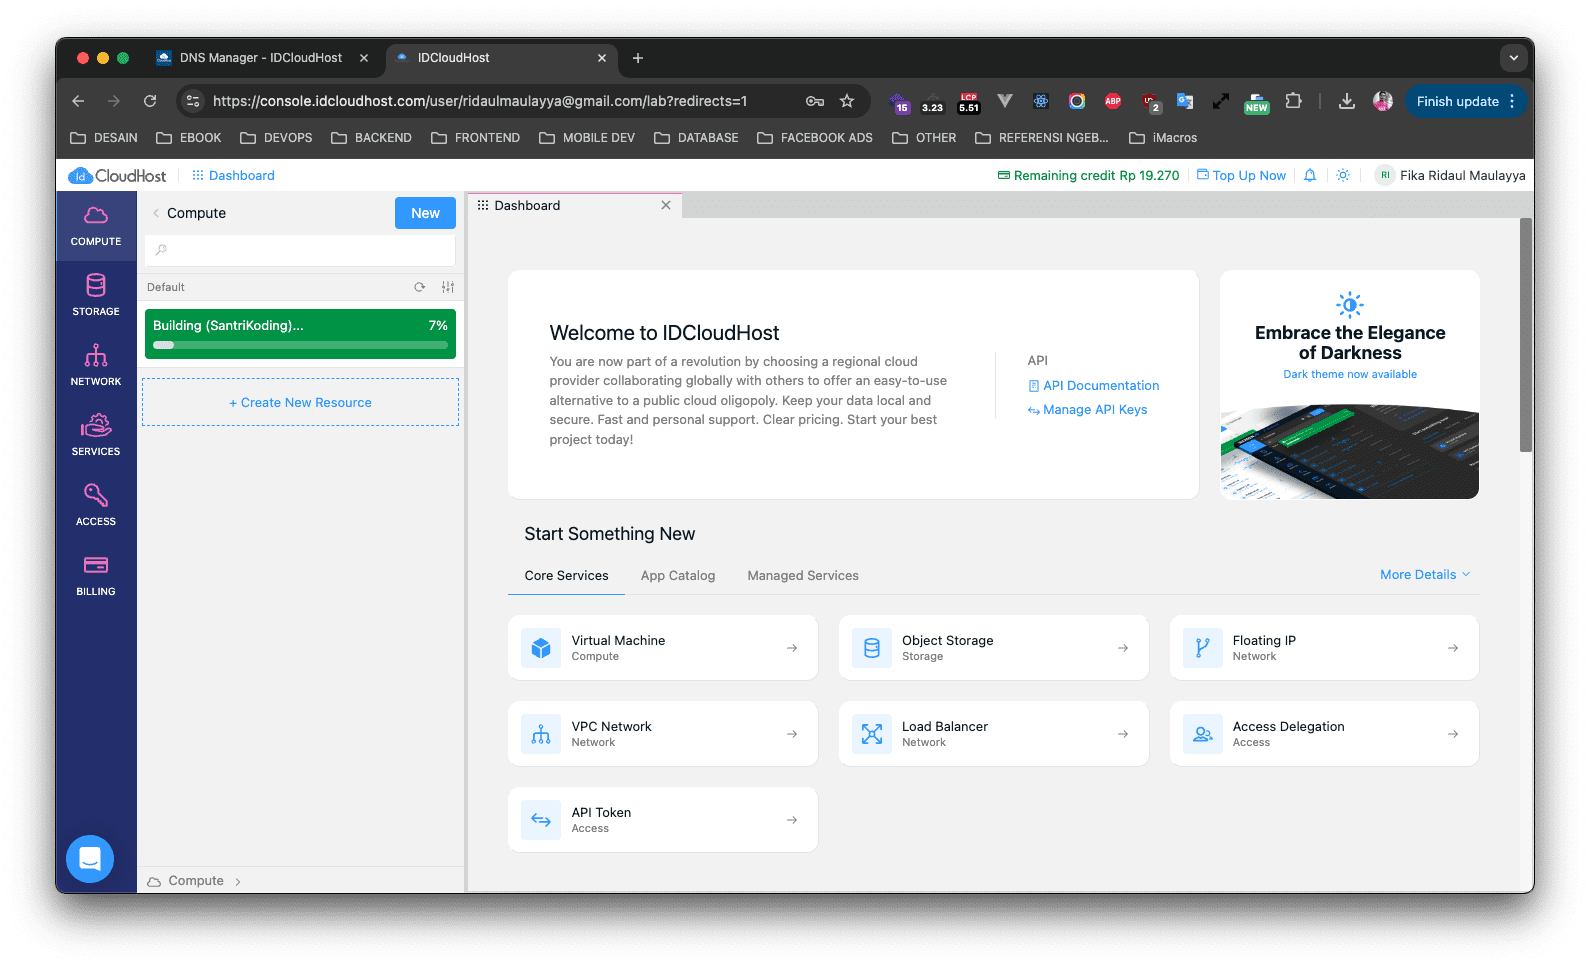 DNS Manager - IDCloudHost
IDCloudHost
https://console.idcloudhost.com/user/ridaulmaulayya@gmail.com/lab?redirects=1
15
3.23
LCP
5.51
ABP
2
NEW
Finish update
DESAIN
EBOOK
DEVOPS
BACKEND
FRONTEND
MOBILE DEV
DATABASE
FACEBOOK ADS
OTHER
REFERENSI NGEB...
iMacros
Id CloudHost
Dashboard
Remaining credit Rp 19.270
Top Up Now
RI
Fika Ridaul Maulayya
COMPUTE
STORAGE
NETWORK
SERVICES
ACCESS
BILLING
Compute
New
Default
Building (SantriKoding)...
7%
+ Create New Resource
Compute
Dashboard
Welcome to IDCloudHost
You are now part of a revolution by choosing a regional cloud
provider collaborating globally with others to offer an easy-to-use
alternative to a public cloud oligopoly. Keep your data local and
secure. Fast and personal support. Clear pricing. Start your best
project today!
API
API Documentation
Manage API Keys
Embrace the Elegance
of Darkness
Dark theme now available
Start Something New
Core Services
App Catalog
Managed Services
More Details
Virtual Machine
Compute
Object Storage
Storage
Floating IP
Network
VPC Network
Network
Load Balancer
Network
Access Delegation
Access
API Token
Access